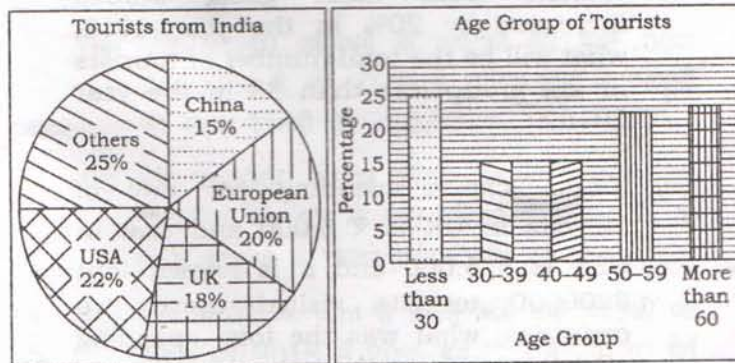 Tourists from India
China
15%
European
Union
20%
UK
18%
USA
22%
Others
25%
Age Group of Tourists
Percentage
30
25
20
15
10
5
0
Less
than
30
30–39
40–49
50–59
More
than
60
Age Group